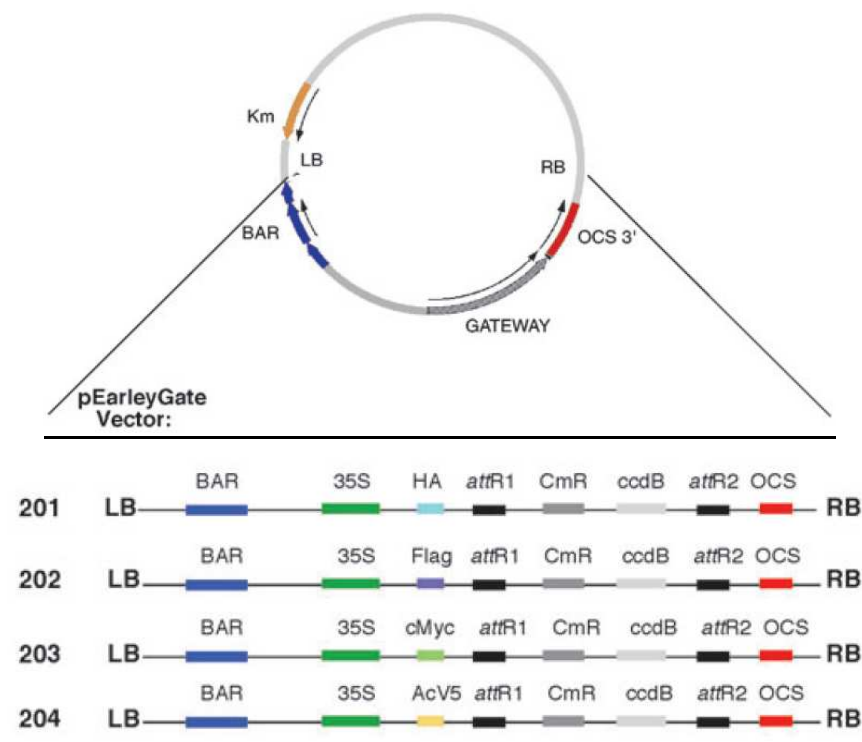 Km
LB
RB
BAR
OCS 3'
GATEWAY
pEarleyGate
Vector:
BAR 35S HA attR1 CmR ccdB attR2 OCS
201 LB RB
BAR 35S Flag attR1 CmR ccdB attR2 OCS
202 LB RB
BAR 35S cMyc attR1 CmR ccdB attR2 OCS
203 LB RB
BAR 35S AcV5 attR1 CmR ccdB attR2 OCS
204 LB RB